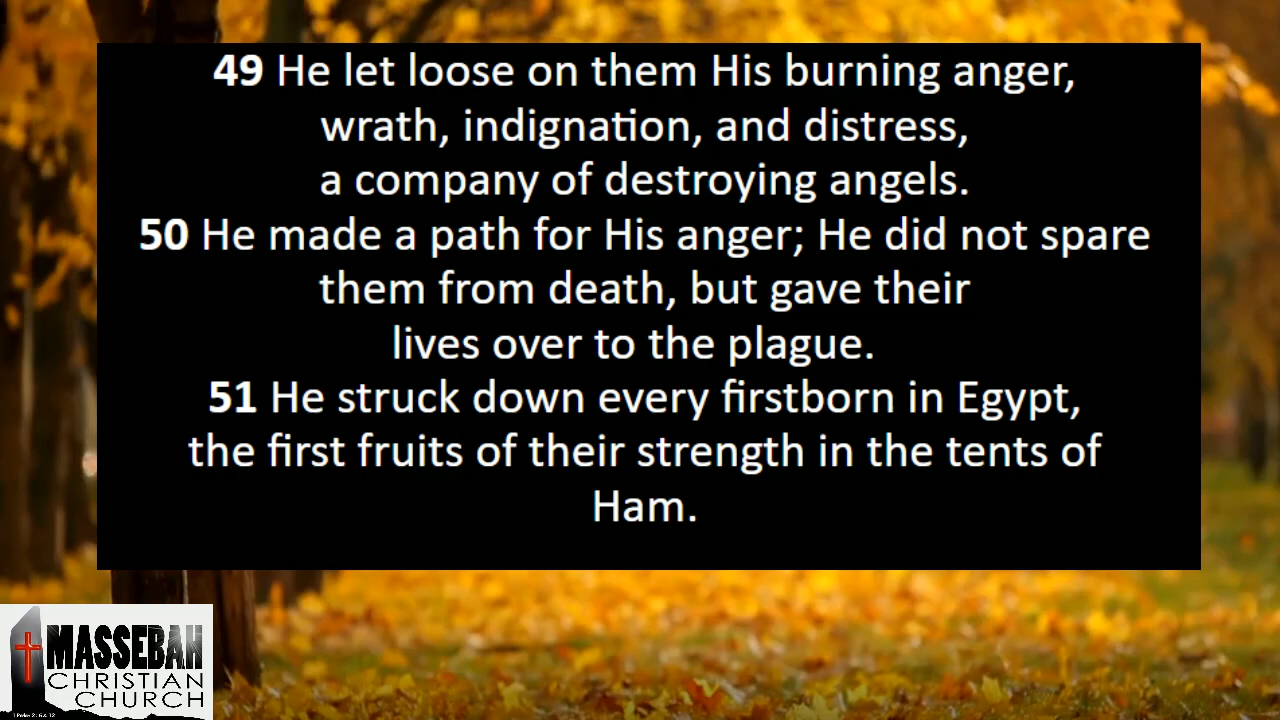 49 He let loose on them His burning anger,
wrath, indignation, and distress,
a company of destroying angels.
50 He made a path for His anger; He did not spare
them from death, but gave their
lives over to the plague.
51 He struck down every firstborn in Egypt,
the first fruits of their strength in the tents of
Ham.
MASSEBAH
CHRISTIAN
CHURCH